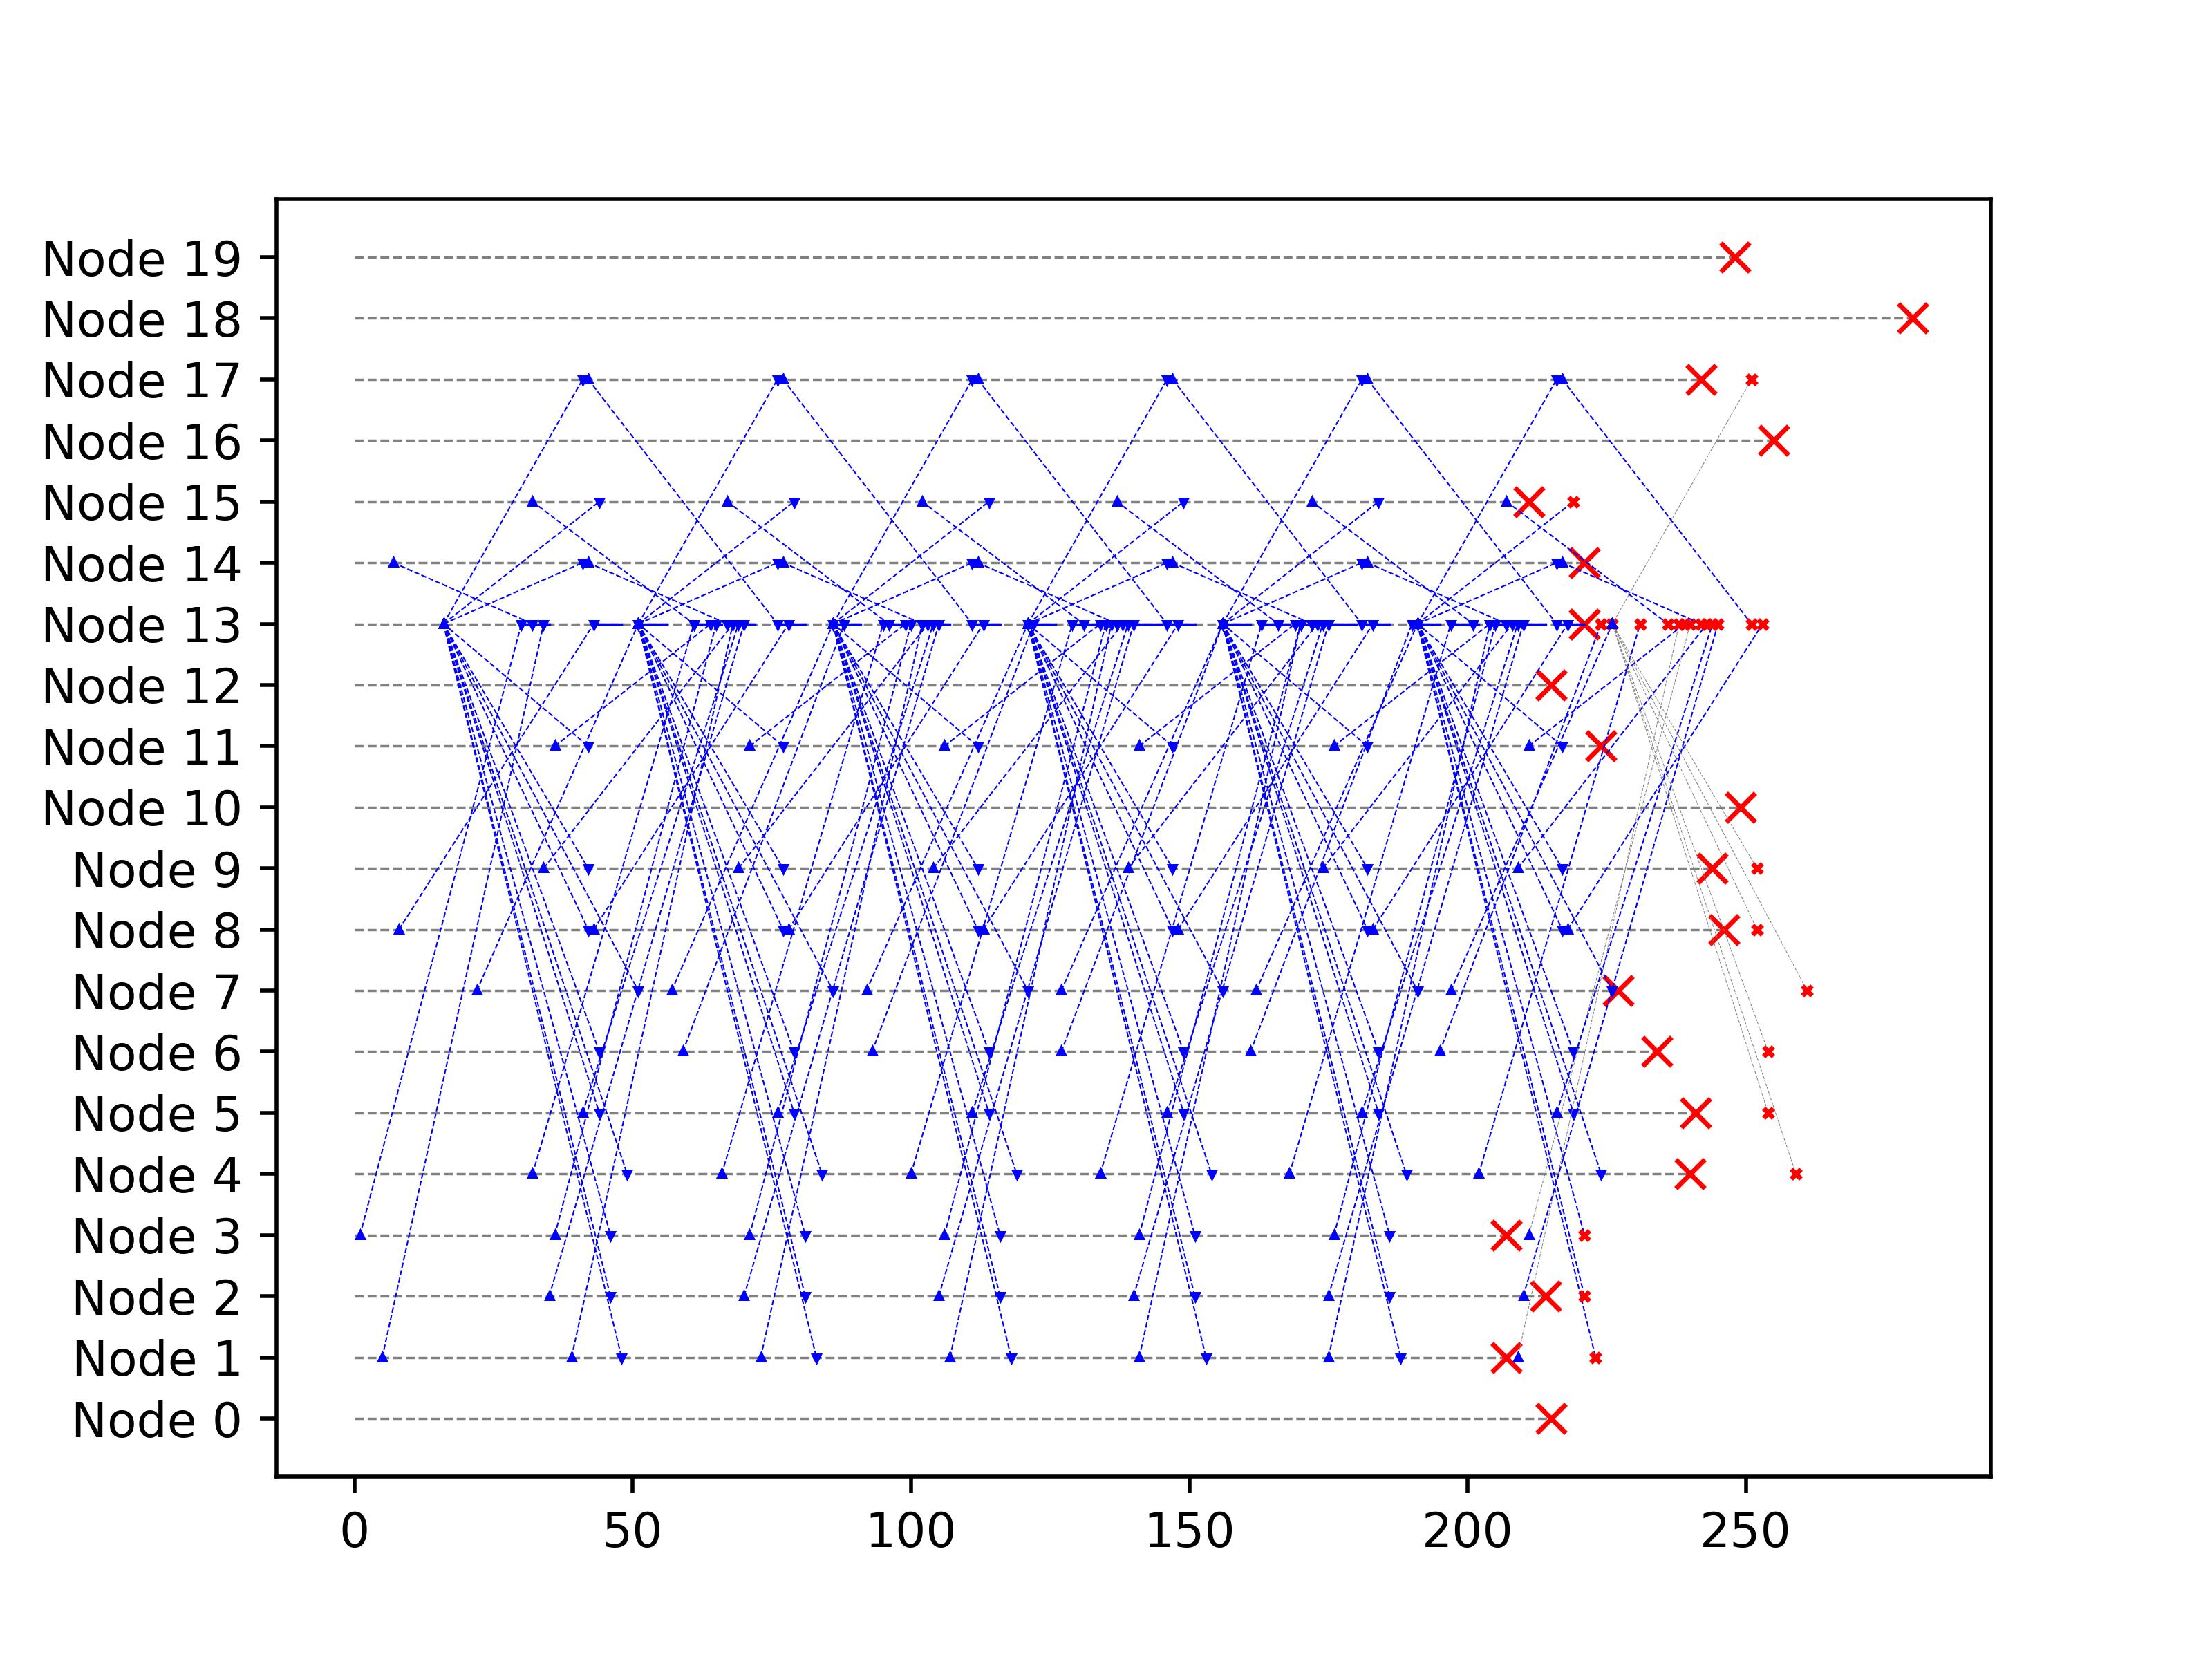 Node 19
Node 18
Node 17
Node 16
Node 15
Node 14
Node 13
Node 12
Node 11
Node 10
Node 9
Node 8
Node 7
Node 6
Node 5
Node 4
Node 3
Node 2
Node 1
Node 0
0 50 100 150 200 250